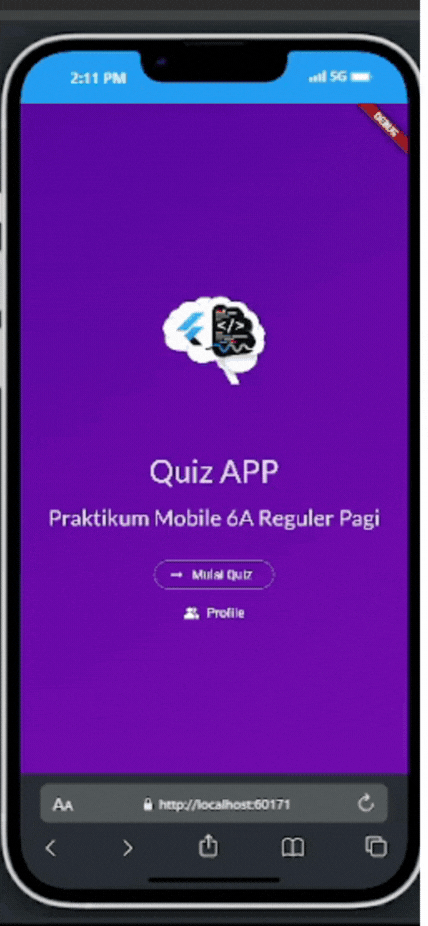 2:11 PM
5G
DEBUG
</>
Quiz APP
Praktikum Mobile 6A Reguler Pagi
→ Mulai Quiz
Profile
AA
http://localhost:60171